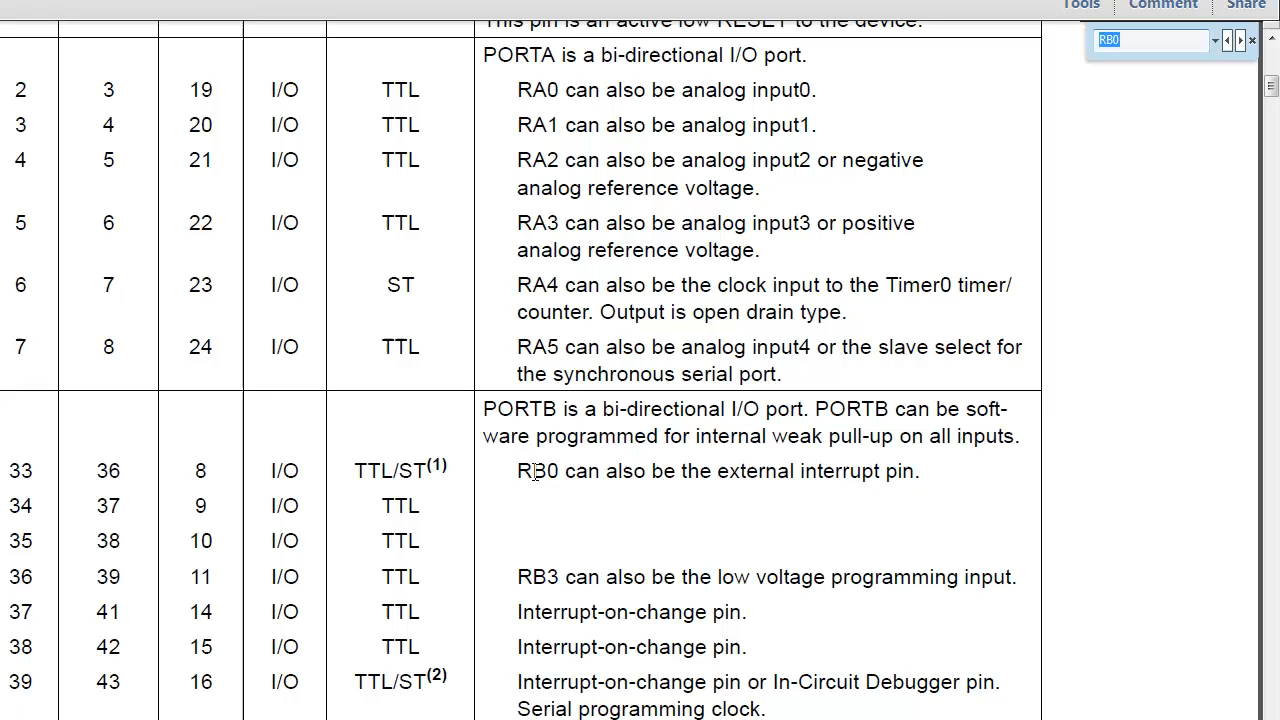 Tools Comment Share
This pin is an active low RESET to the device.
RB0
PORTA is a bi-directional I/O port.
2 3 19 I/O TTL RA0 can also be analog input0.
3 4 20 I/O TTL RA1 can also be analog input1.
4 5 21 I/O TTL RA2 can also be analog input2 or negative
analog reference voltage.
5 6 22 I/O TTL RA3 can also be analog input3 or positive
analog reference voltage.
6 7 23 I/O ST RA4 can also be the clock input to the Timer0 timer/
counter. Output is open drain type.
7 8 24 I/O TTL RA5 can also be analog input4 or the slave select for
the synchronous serial port.
PORTB is a bi-directional I/O port. PORTB can be soft-
ware programmed for internal weak pull-up on all inputs.
33 36 8 I/O TTL/ST(1) RB0 can also be the external interrupt pin.
34 37 9 I/O TTL
35 38 10 I/O TTL
36 39 11 I/O TTL RB3 can also be the low voltage programming input.
37 41 14 I/O TTL Interrupt-on-change pin.
38 42 15 I/O TTL Interrupt-on-change pin.
39 43 16 I/O TTL/ST(2) Interrupt-on-change pin or In-Circuit Debugger pin.
Serial programming clock.